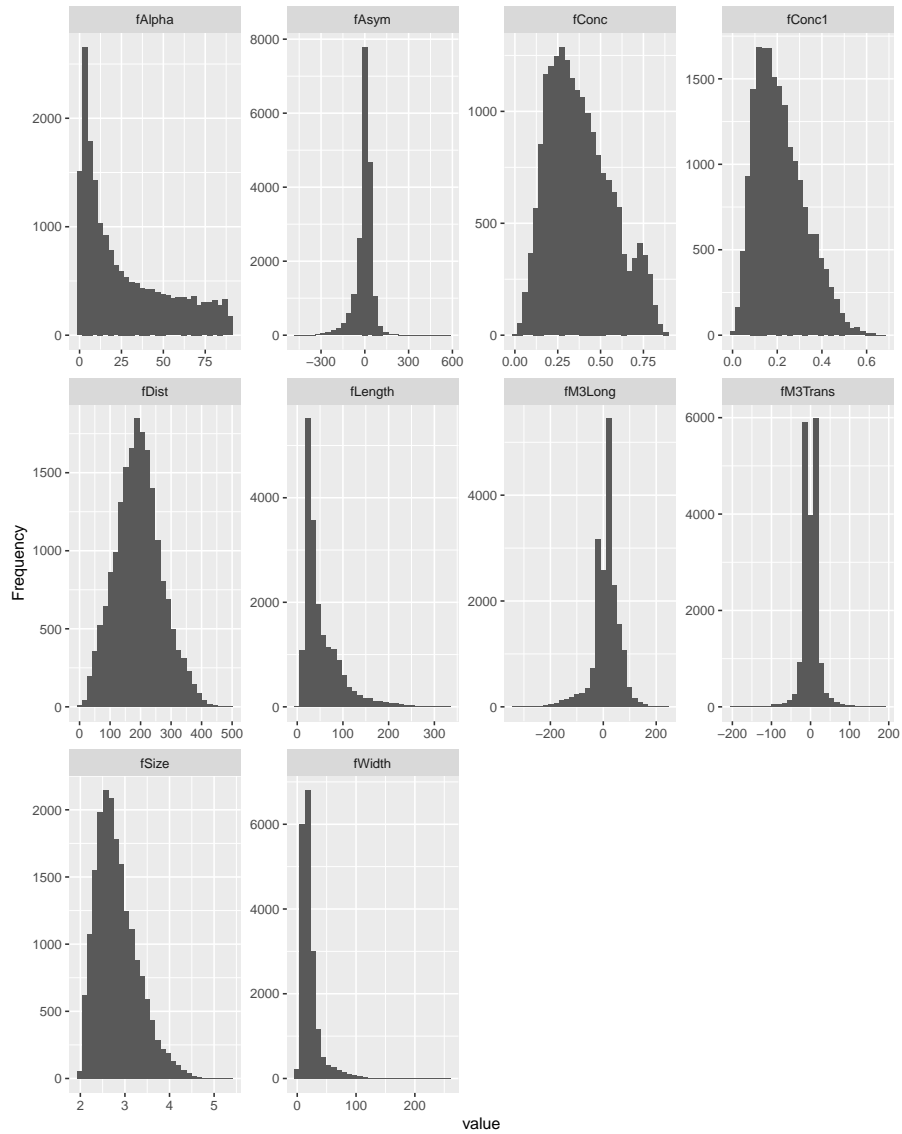 fAlpha fAsym fConc fConc1
2000
1000
0
0 25 50 75
8000
6000
4000
2000
0
−300 0 300 600
1000
500
0
0.00 0.25 0.50 0.75
1500
1000
500
0
0.0 0.2 0.4 0.6
fDist fLength fM3Long fM3Trans
1500
1000
500
0
0 100 200 300 400 500
4000
2000
0
0 100 200 300
4000
2000
0
−200 0 200
6000
4000
2000
0
−200 −100 0 100 200
Frequency
fSize fWidth
2000
1500
1000
500
0
2 3 4 5
6000
4000
2000
0
0 100 200
value